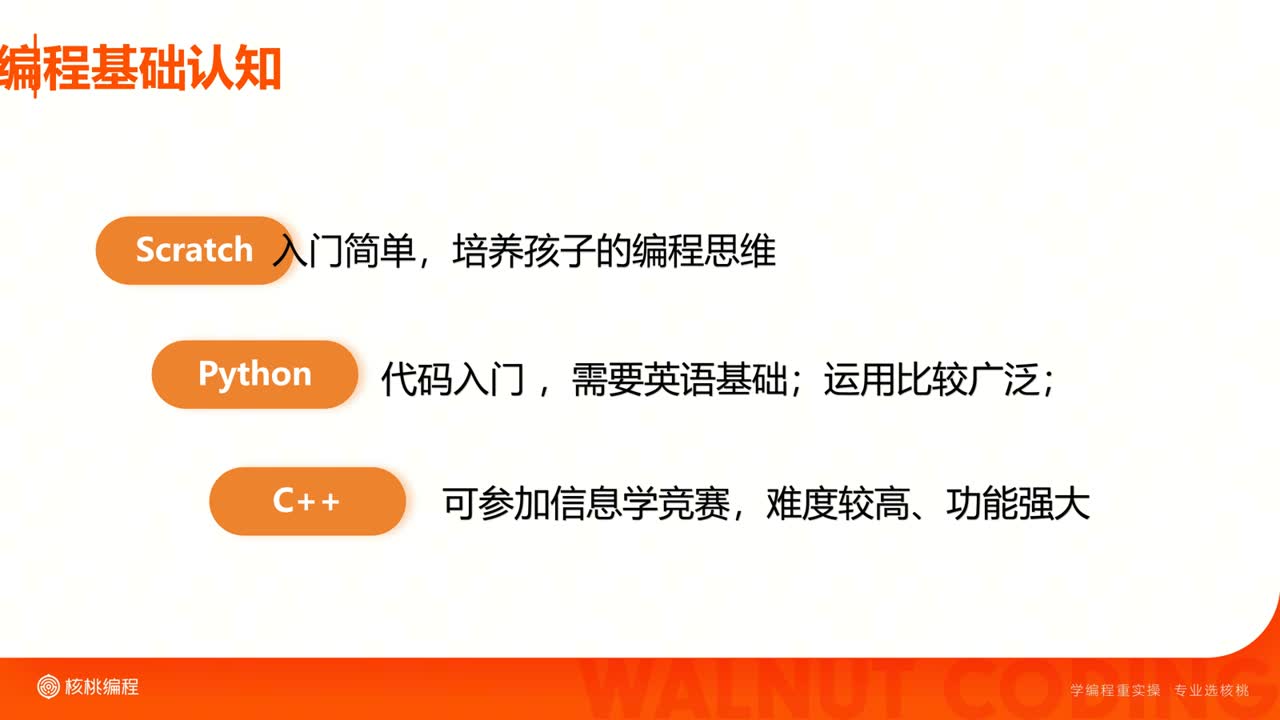 编程基础认知
Scratch 入门简单，培养孩子的编程思维
Python 代码入门 ，需要英语基础；运用比较广泛；
C++ 可参加信息学竞赛，难度较高、功能强大
WALNUT CODING
核桃编程
学编程重实操 专业选核桃